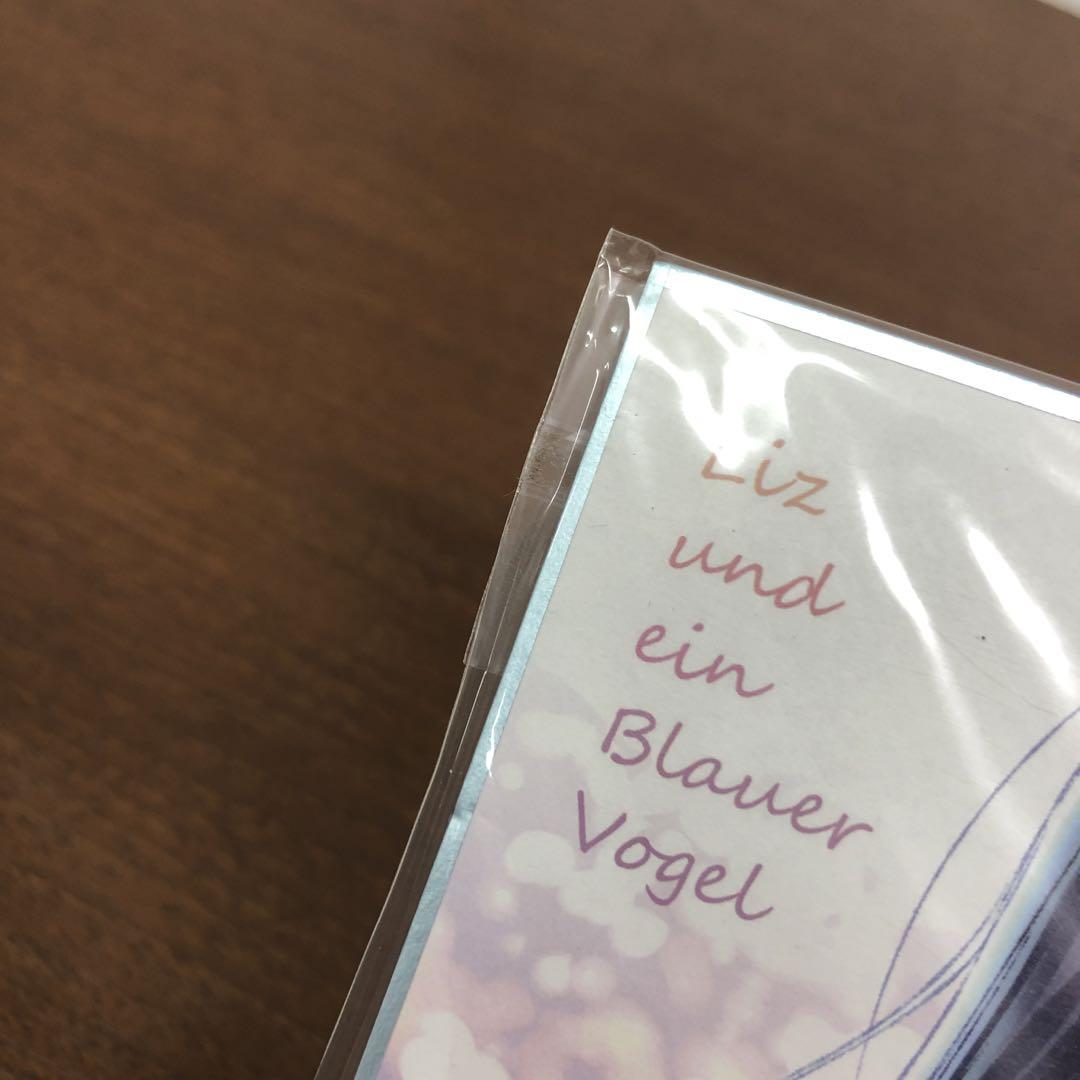 Liz
und
ein
Blauer
Vogel